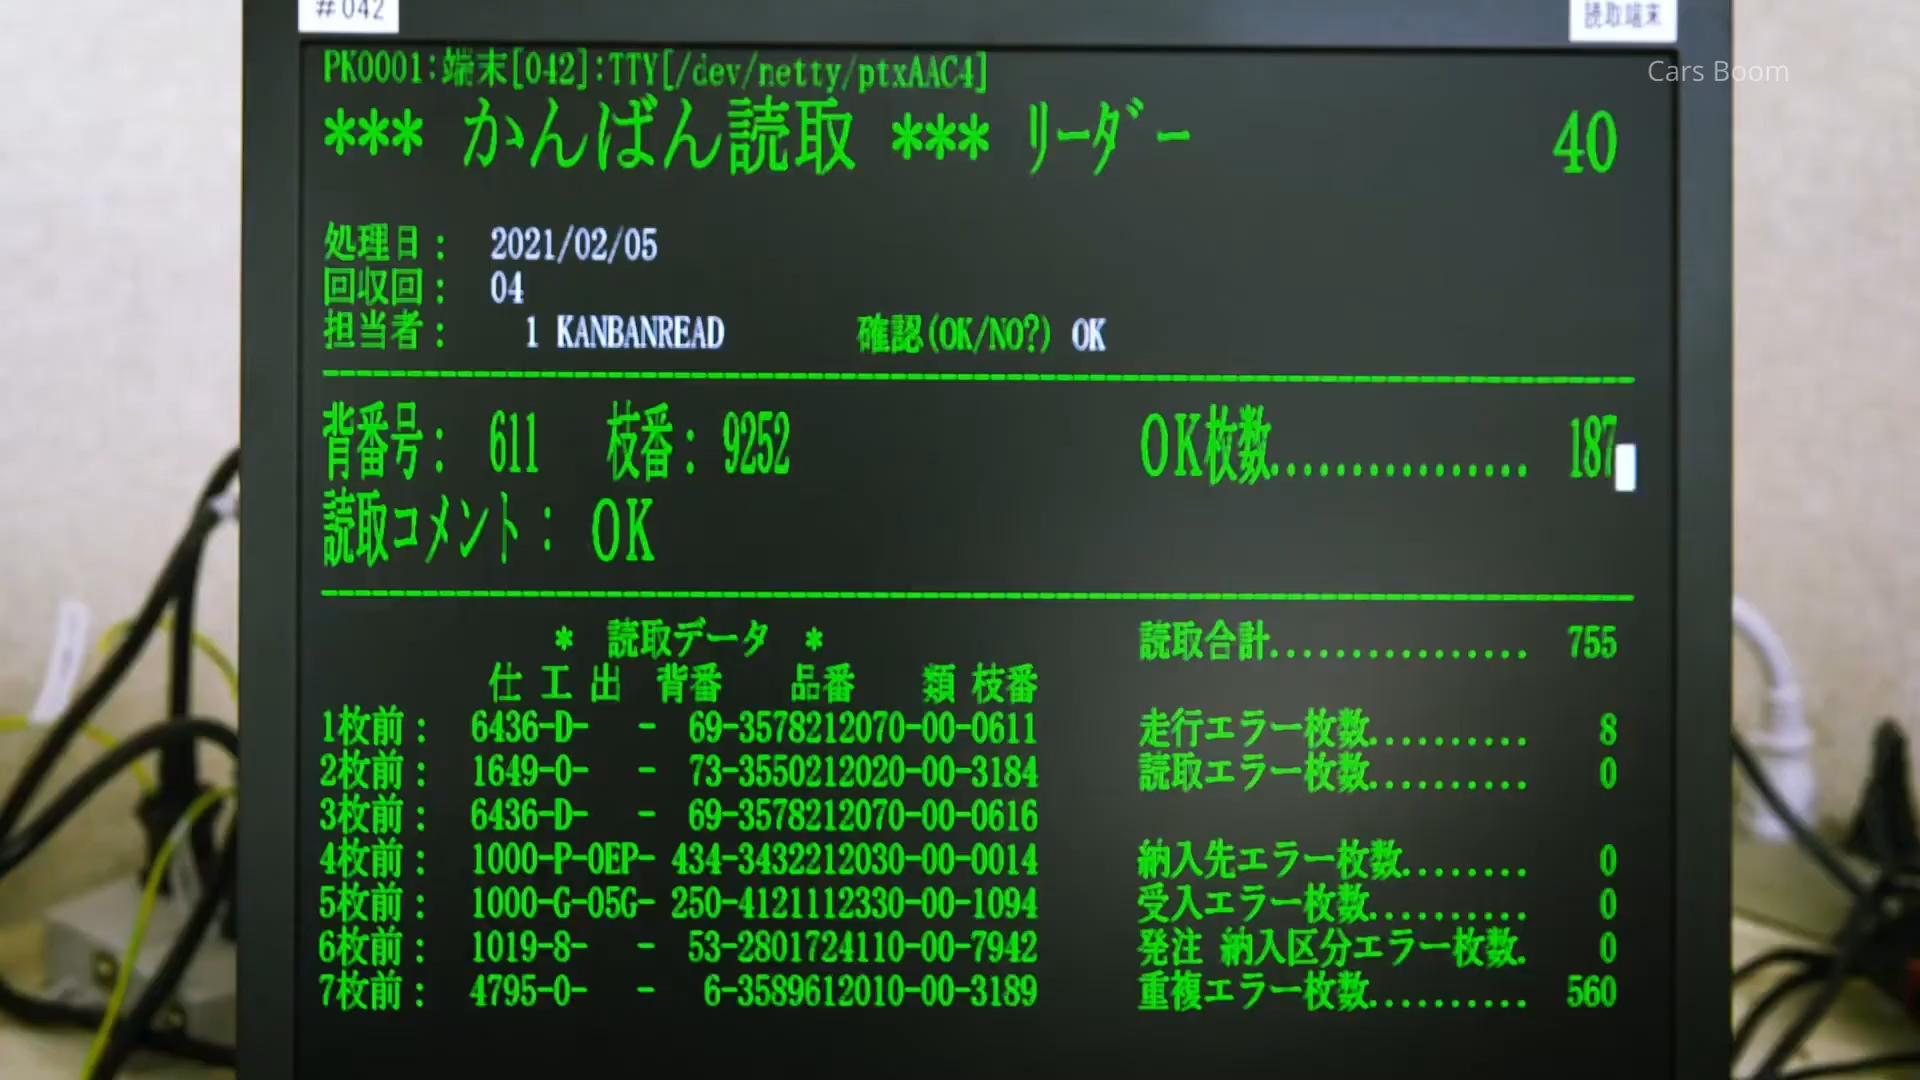 #042
読取端末
Cars Boom
PK0001:端末[042]:TTY[/dev/netty/ptxAAC4]
*** かんばん読取 *** リーダー 40
処理日: 2021/02/05
回収回: 04
担当者: 1 KANBANREAD 確認(OK/NO?) OK
背番号: 611 枝番: 9252 OK枚数................ 187
読取コメント: OK
* 読取データ * 読取合計................ 755
仕 工 出 背番 品番 類 枝番
1枚前: 6436-D- - 69-3578212070-00-0611 走行エラー枚数.......... 8
2枚前: 1649-0- - 73-3550212020-00-3184 読取エラー枚数.......... 0
3枚前: 6436-D- - 69-3578212070-00-0616
4枚前: 1000-P-0EP- 434-3432212030-00-0014 納入先エラー枚数........ 0
5枚前: 1000-G-05G- 250-4121112330-00-1094 受入エラー枚数.......... 0
6枚前: 1019-8- - 53-2801724110-00-7942 発注 納入区分エラー枚数. 0
7枚前: 4795-0- - 6-3589612010-00-3189 重複エラー枚数.......... 560